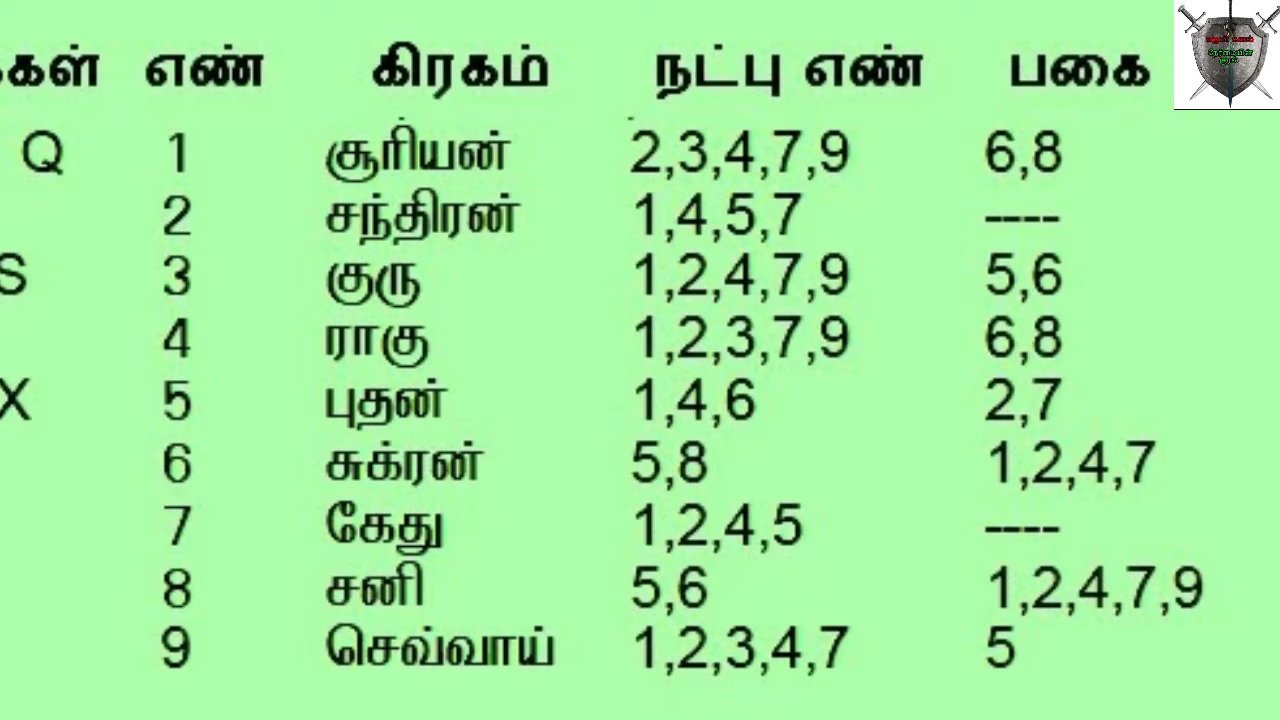 எண் கிரகம் நட்பு எண் பகை
Q 1 சூரியன் 2,3,4,7,9 6,8
2 சந்திரன் 1,4,5,7 ----
S 3 குரு 1,2,4,7,9 5,6
4 ராகு 1,2,3,7,9 6,8
X 5 புதன் 1,4,6 2,7
6 சுக்ரன் 5,8 1,2,4,7
7 கேது 1,2,4,5 ----
8 சனி 5,6 1,2,4,7,9
9 செவ்வாய் 1,2,3,4,7 5